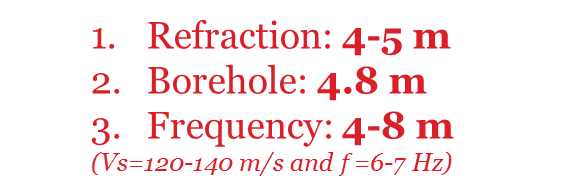 1. Refraction: 4-5 m
2. Borehole: 4.8 m
3. Frequency: 4-8 m
(Vs=120-140 m/s and f =6-7 Hz)